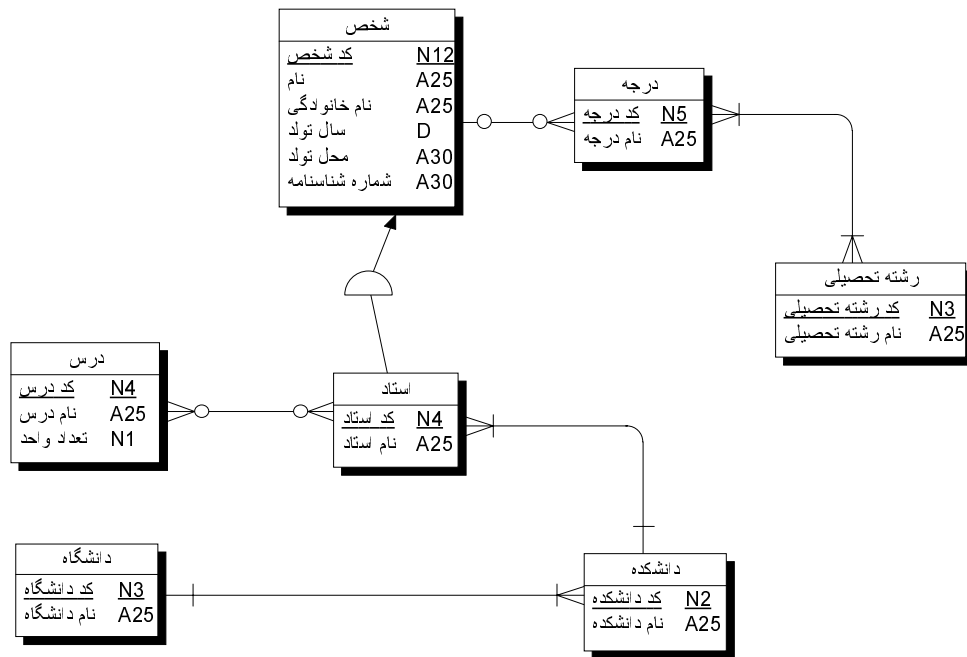 شخص
کد شخص N12
نام A25
نام خانوادگی A25
سال تولد D
محل تولد A30
شماره شناسنامه A30
درجه
کد درجه N5
نام درجه A25
رشته تحصیلی
کد رشته تحصیلی N3
نام رشته تحصیلی A25
درس
کد درس N4
نام درس A25
تعداد واحد N1
استاد
کد استاد N4
نام استاد A25
دانشگاه
کد دانشگاه N3
نام دانشگاه A25
دانشکده
کد دانشکده N2
نام دانشکده A25